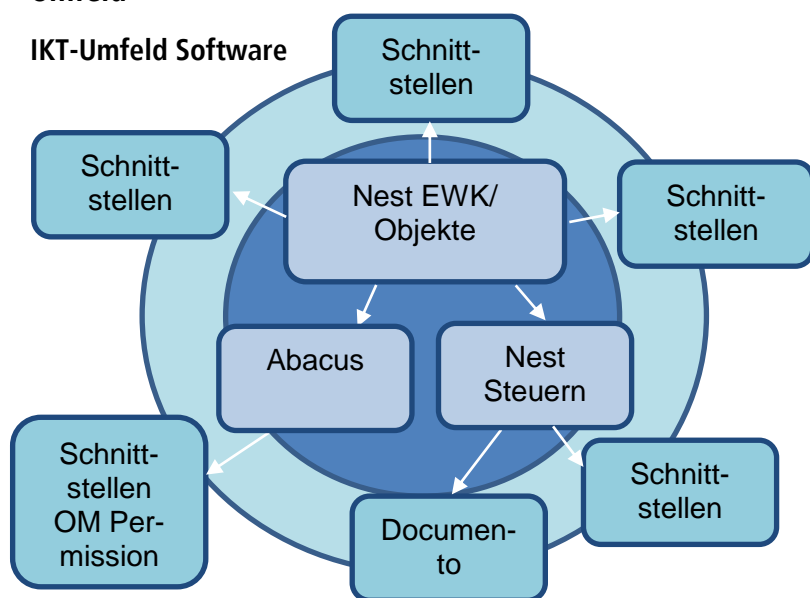 IKT-Umfeld Software
Schnitt-
stellen
Schnitt-
stellen
Nest EWK/
Objekte
Schnitt-
stellen
Abacus
Nest
Steuern
Schnitt-
stellen
OM Per-
mission
Documen-
to
Schnitt-
stellen